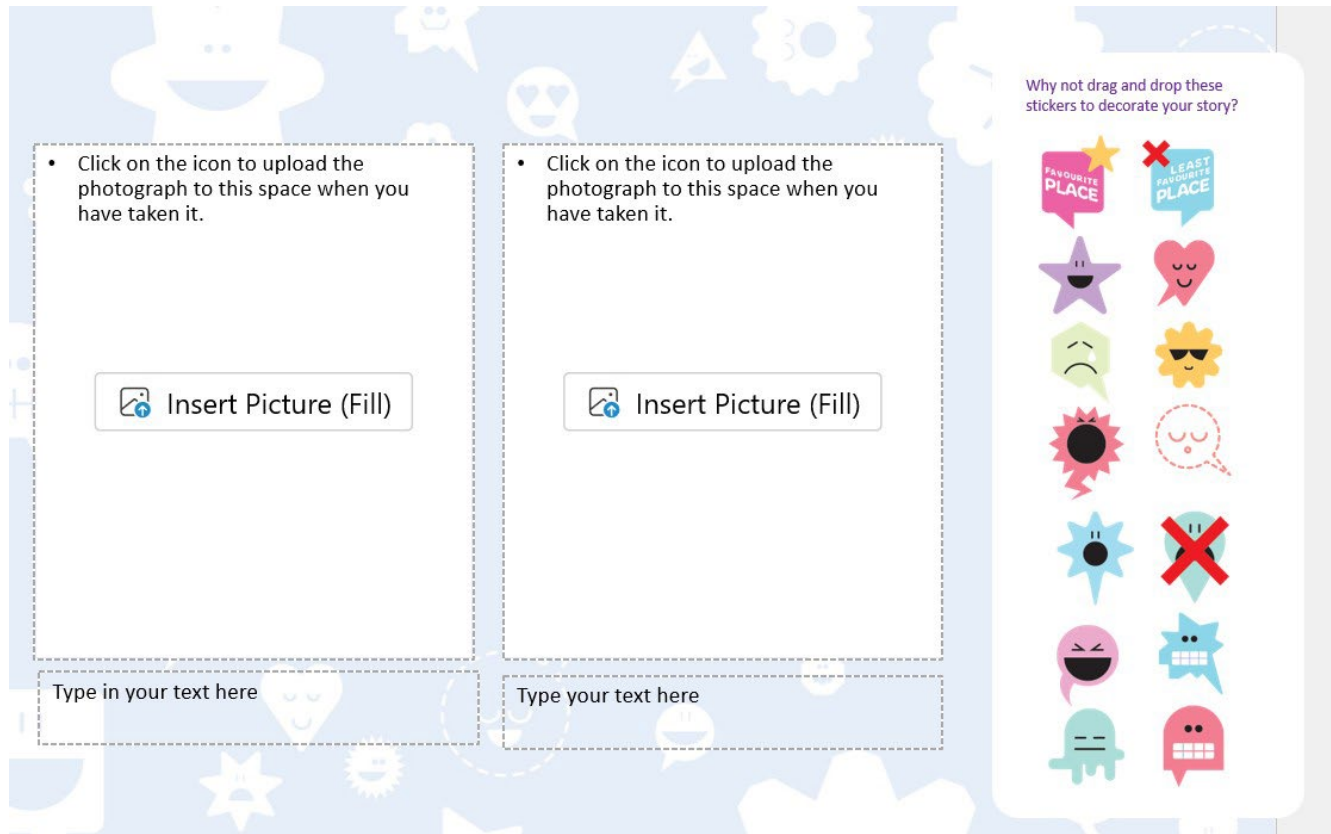 • Click on the icon to upload the
photograph to this space when you
have taken it.
Insert Picture (Fill)
Type in your text here
• Click on the icon to upload the
photograph to this space when you
have taken it.
Insert Picture (Fill)
Type your text here
Why not drag and drop these
stickers to decorate your story?
FAVOURITE
PLACE
LEAST
FAVOURITE
PLACE